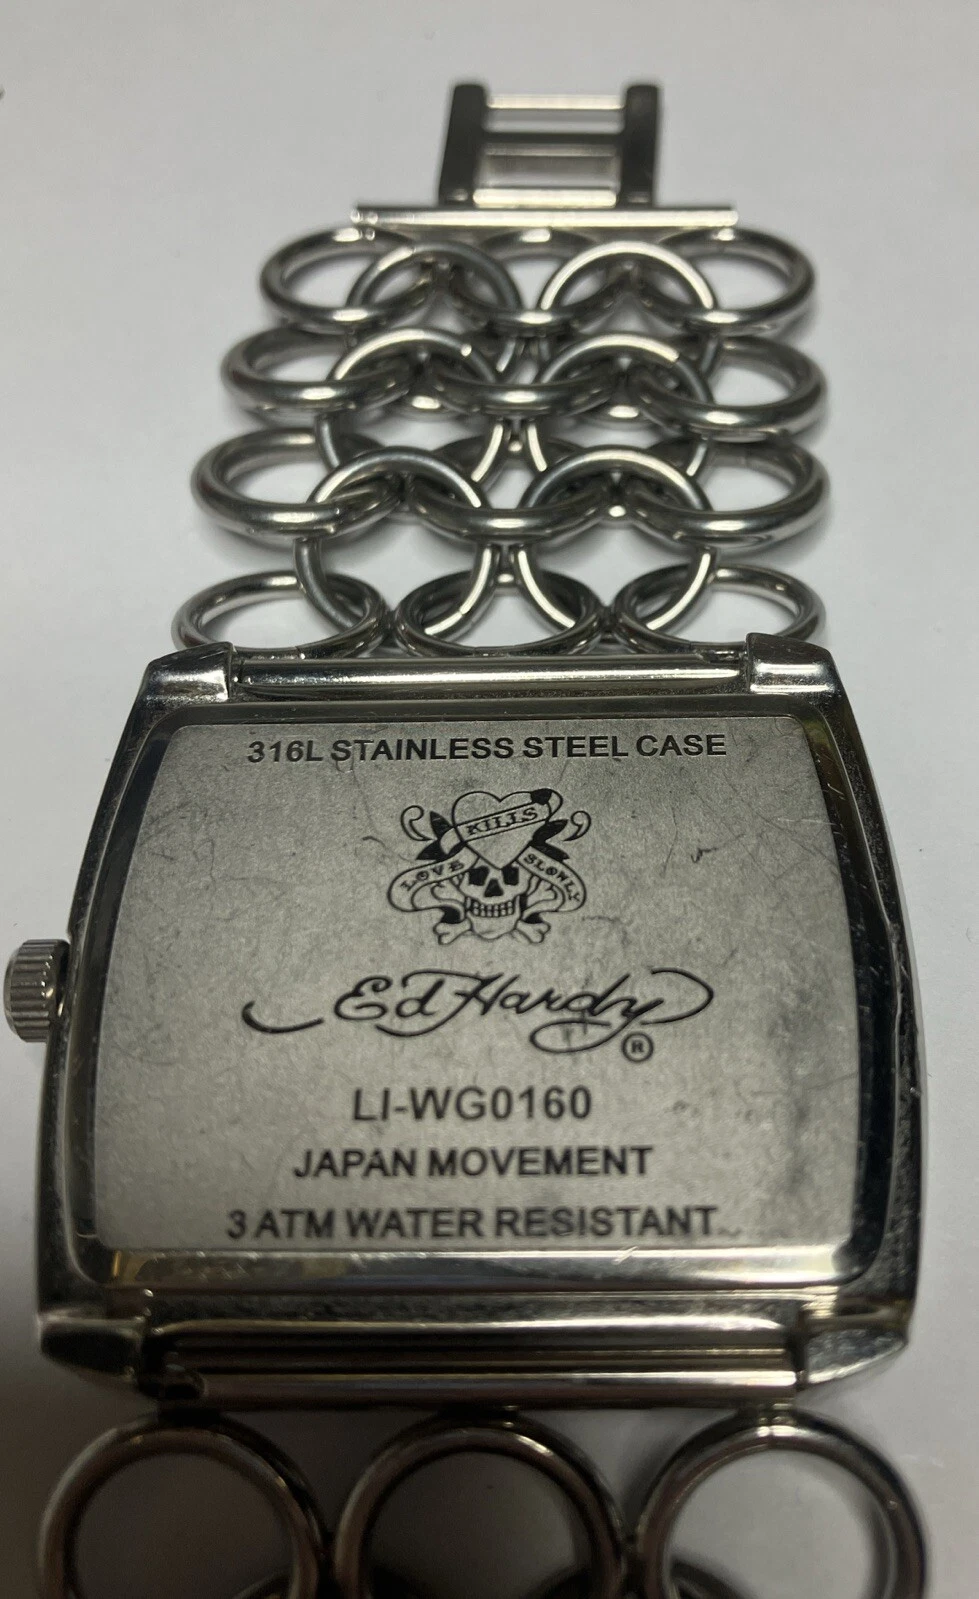 316L STAINLESS STEEL CASE
KILLS
LOVE SLOWLY
Ed Hardy
®
LI-WG0160
JAPAN MOVEMENT
3 ATM WATER RESISTANT